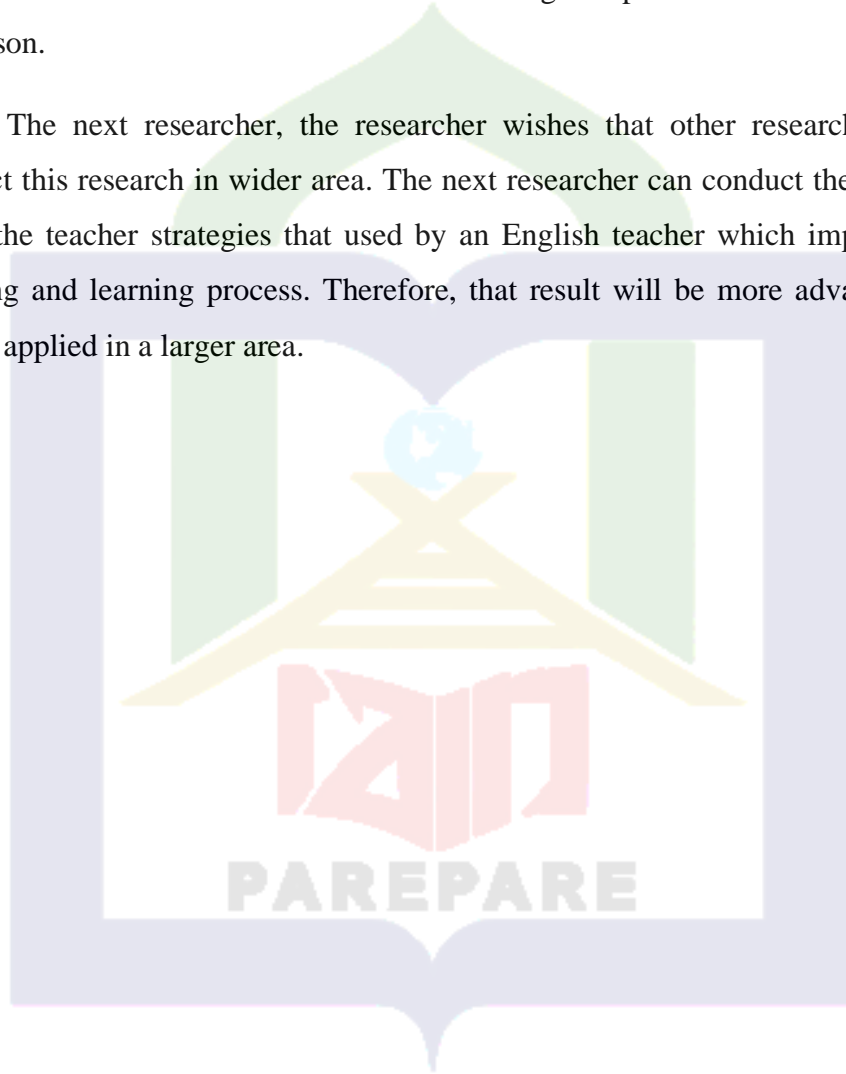 son.
The next researcher, the researcher wishes that other research
ct this research in wider area. The next researcher can conduct the
the teacher strategies that used by an English teacher which imp
ng and learning process. Therefore, that result will be more adva
applied in a larger area.
iain
PAREPARE